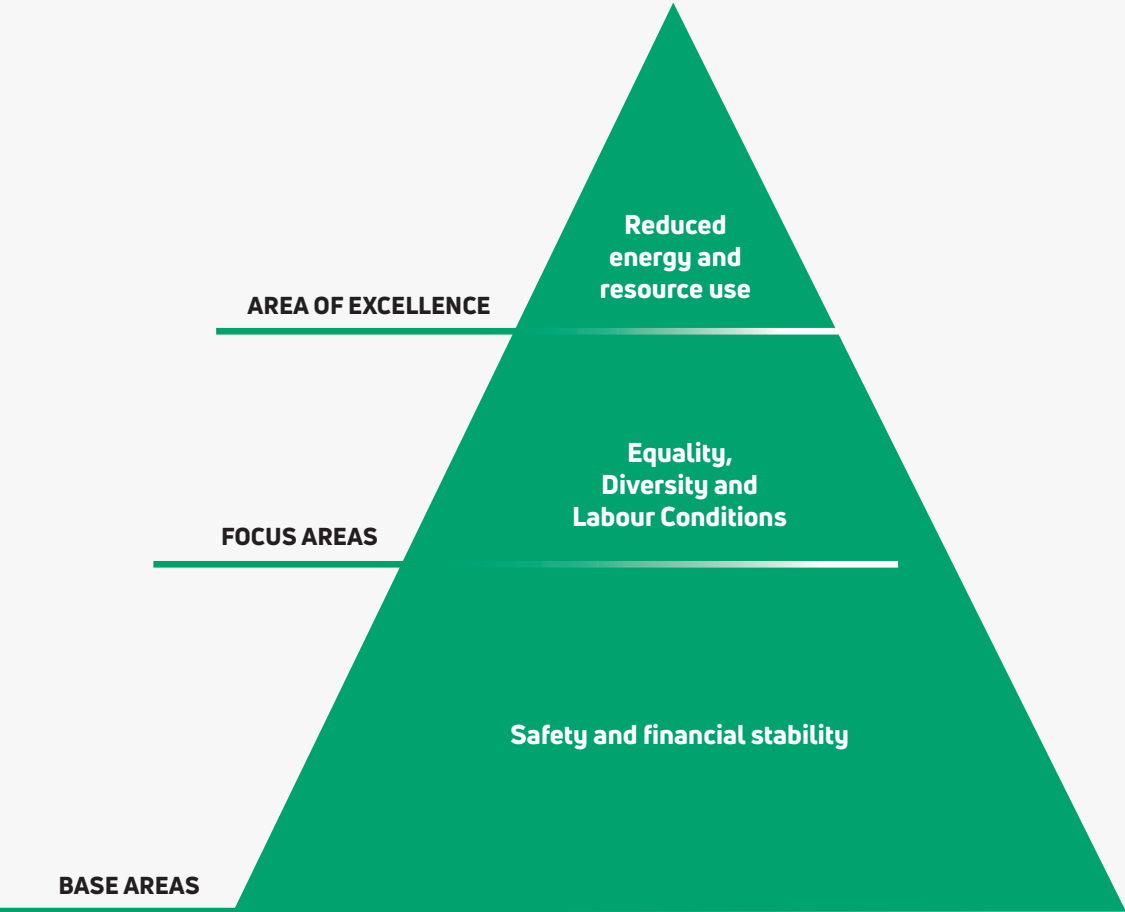 Reduced
energy and
resource use
AREA OF EXCELLENCE
Equality,
Diversity and
Labour Conditions
FOCUS AREAS
Safety and financial stability
BASE AREAS